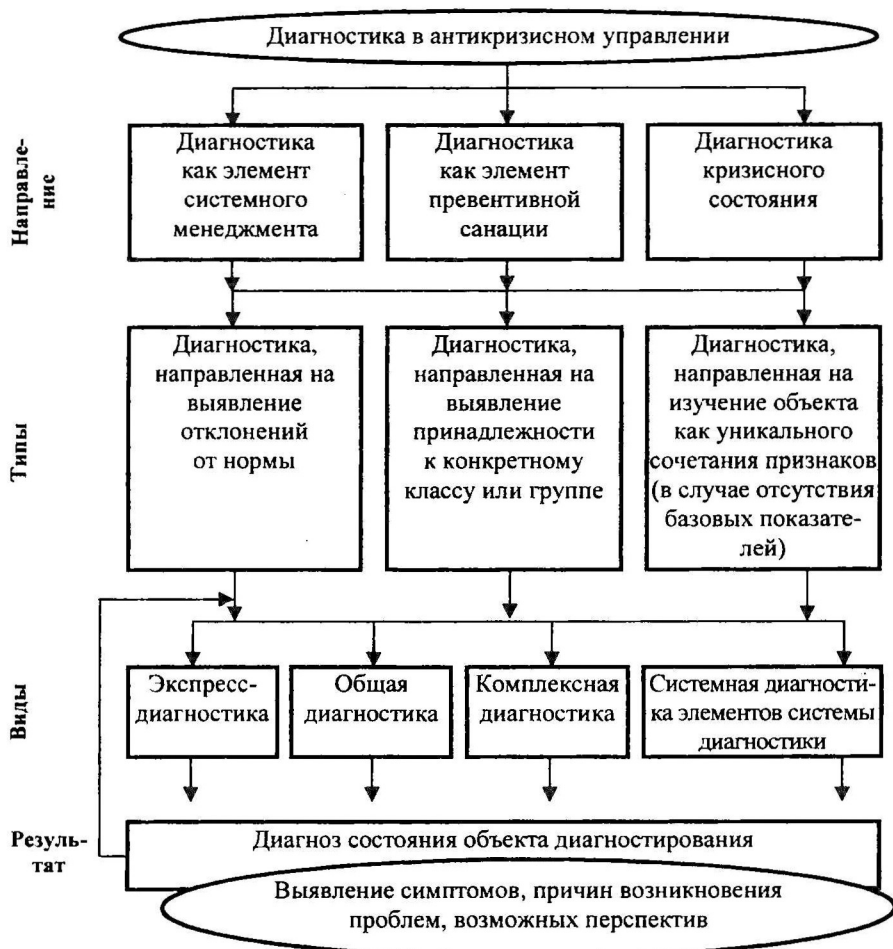 Диагностика в антикризисном управлении
Направле-
ние
Диагностика
как элемент
системного
менеджмента
Диагностика
как элемент
превентивной
санации
Диагностика
кризисного
состояния
Типы
Диагностика,
направленная на
выявление
отклонений
от нормы
Диагностика,
направленная на
выявление
принадлежности
к конкретному
классу или группе
Диагностика,
направленная на
изучение объекта
как уникального
сочетания признаков
(в случае отсутствия
базовых показате-
лей)
Виды
Экспресс-
диагностика
Общая
диагностика
Комплексная
диагностика
Системная диагности-
ка элементов системы
диагностики
Резуль-
тат
Диагноз состояния объекта диагностирования
Выявление симптомов, причин возникновения
проблем, возможных перспектив